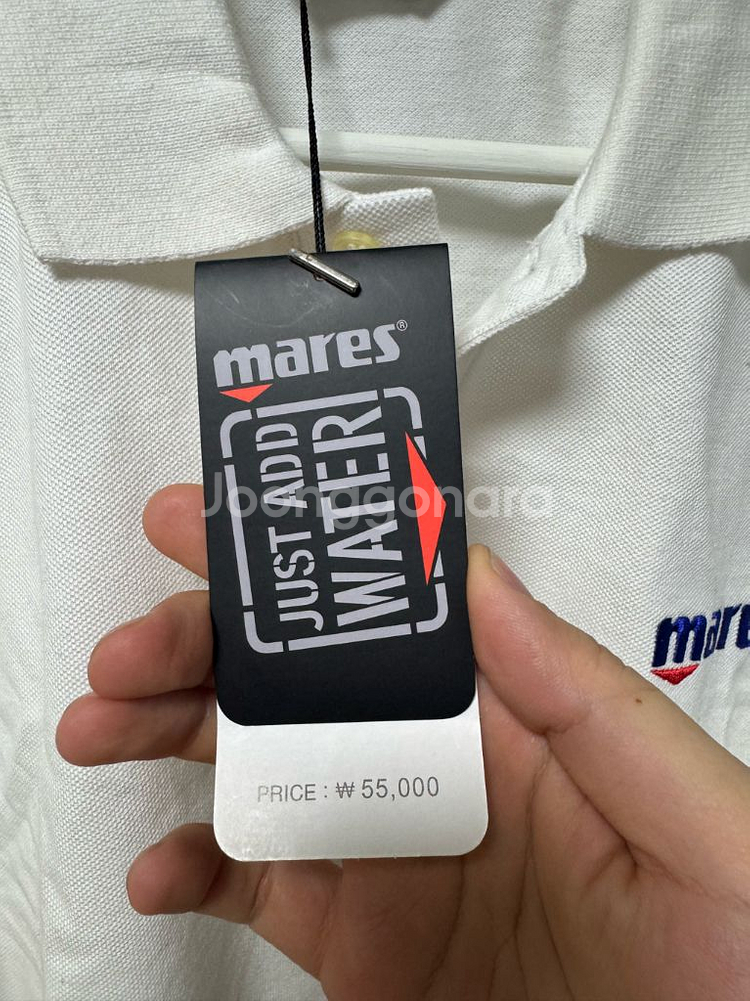 mares®
JUST ADD
WATER
Joonggonara
mares
PRICE : ₩ 55,000